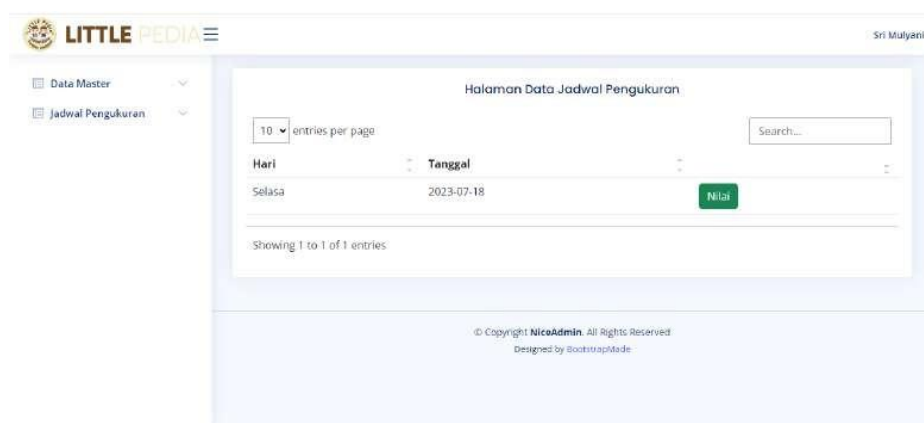 LITTLE PEDIA
Sri Mulyani
Data Master
Jadwal Pengukuran
Halaman Data Jadwal Pengukuran
10 entries per page
Search...
Hari Tanggal
Selasa 2023-07-18 Nilai
Showing 1 to 1 of 1 entries
© Copyright NiceAdmin. All Rights Reserved
Designed by BootstrapMade